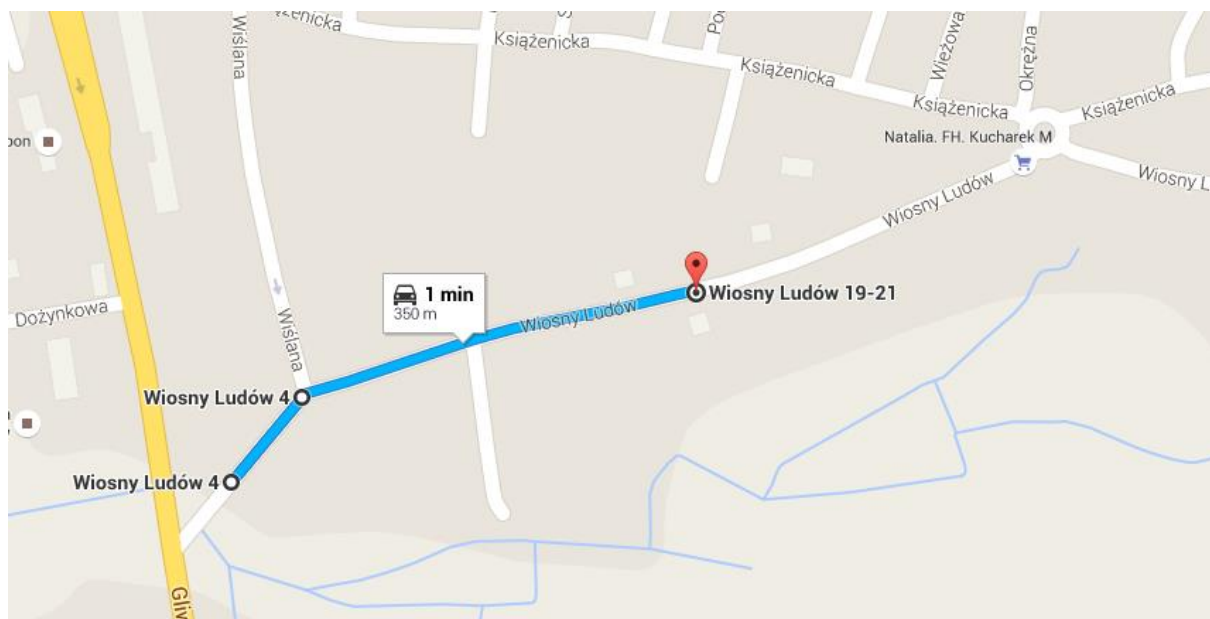 Książenicka
Wiślana
Książenicka
Książenicka
Wieżowa
Okrężna
Książenicka
Książenicka
Natalia. FH. Kucharek M
Wiosny L
Wiosny Ludów
1 min
350 m
Wiosny Ludów 19-21
Wiosny Ludów
Dożynkowa
Wiślana
Wiosny Ludów 4
Wiosny Ludów 4
Gliw